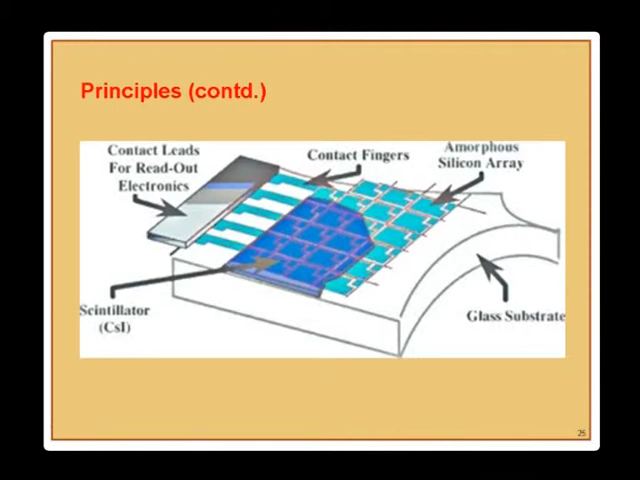 Principles (contd.)
Contact Leads
For Read-Out
Electronics
Contact Fingers
Amorphous
Silicon Array
Scintillator
(CsI)
Glass Substrate
25